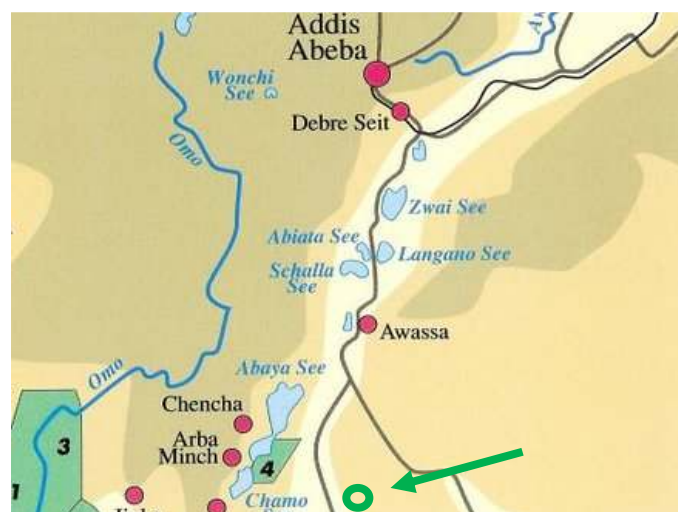 Addis
Abeba
Wonchi
See
Omo
Debre Seit
Zwai See
Abiata See
Langano See
Schalla
See
Awassa
Abaya See
Omo
Chencha
3
Arba
Minch
4
1
Chamo